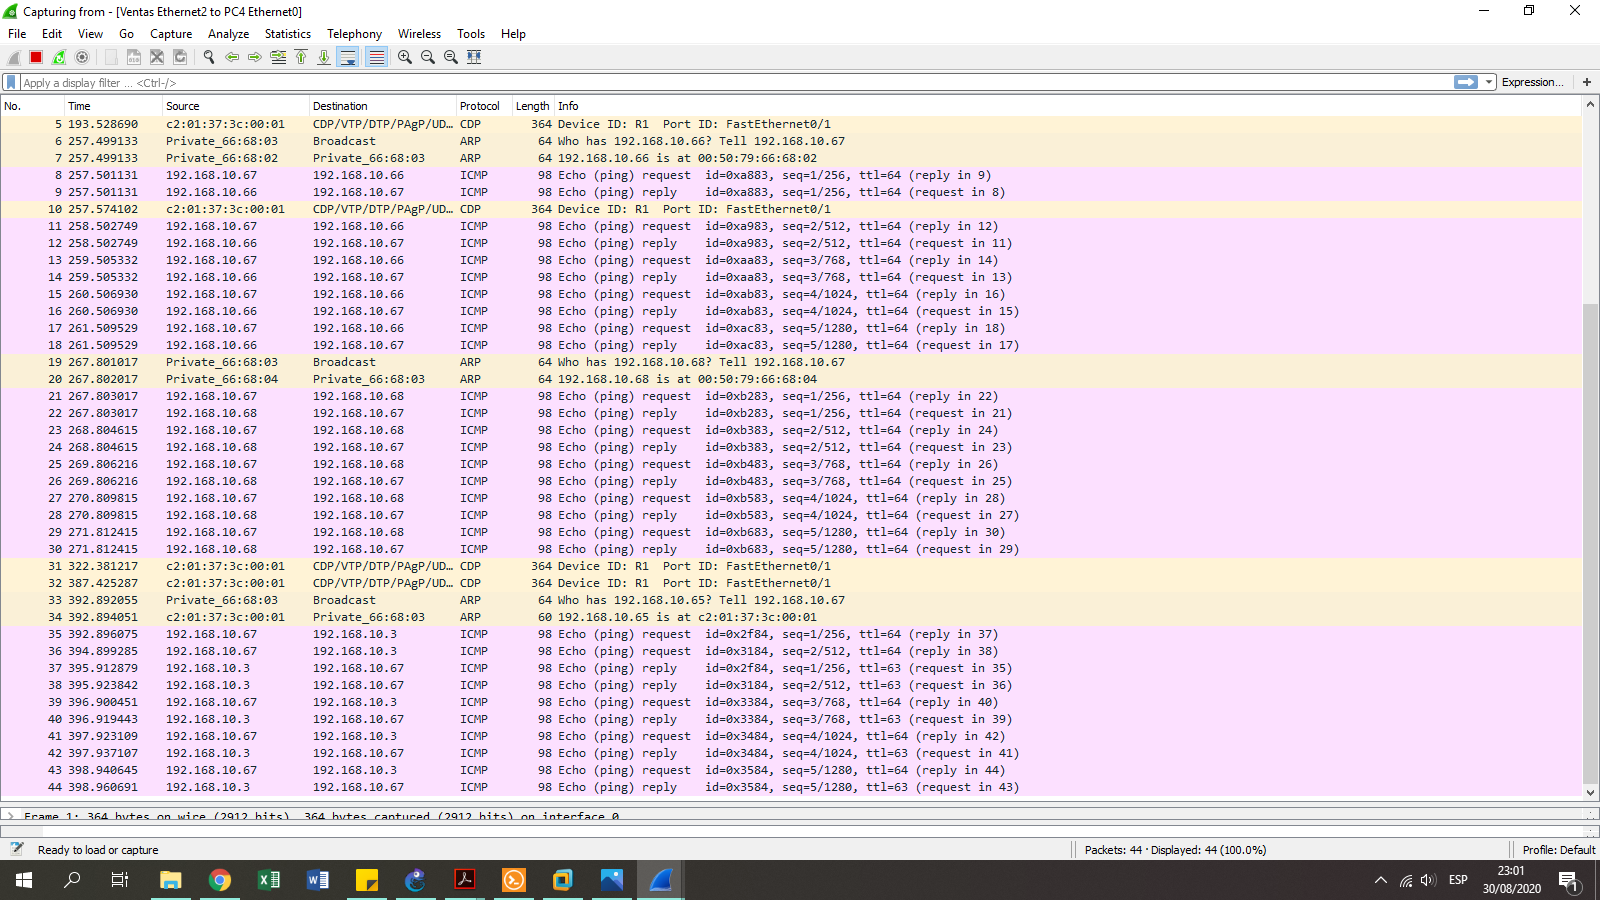 Capturing from - [Ventas Ethernet2 to PC4 Ethernet0]
File Edit View Go Capture Analyze Statistics Telephony Wireless Tools Help
Apply a display filter ... <Ctrl-/> Expression... +
No. Time Source Destination Protocol Length Info
5 193.528690 c2:01:37:3c:00:01 CDP/VTP/DTP/PAgP/UD… CDP 364 Device ID: R1 Port ID: FastEthernet0/1
6 257.499133 Private_66:68:03 Broadcast ARP 64 Who has 192.168.10.66? Tell 192.168.10.67
7 257.499133 Private_66:68:02 Private_66:68:03 ARP 64 192.168.10.66 is at 00:50:79:66:68:02
8 257.501131 192.168.10.67 192.168.10.66 ICMP 98 Echo (ping) request id=0xa883, seq=1/256, ttl=64 (reply in 9)
9 257.501131 192.168.10.66 192.168.10.67 ICMP 98 Echo (ping) reply id=0xa883, seq=1/256, ttl=64 (request in 8)
10 257.574102 c2:01:37:3c:00:01 CDP/VTP/DTP/PAgP/UD… CDP 364 Device ID: R1 Port ID: FastEthernet0/1
11 258.502749 192.168.10.67 192.168.10.66 ICMP 98 Echo (ping) request id=0xa983, seq=2/512, ttl=64 (reply in 12)
12 258.502749 192.168.10.66 192.168.10.67 ICMP 98 Echo (ping) reply id=0xa983, seq=2/512, ttl=64 (request in 11)
13 259.505332 192.168.10.67 192.168.10.66 ICMP 98 Echo (ping) request id=0xaa83, seq=3/768, ttl=64 (reply in 14)
14 259.505332 192.168.10.66 192.168.10.67 ICMP 98 Echo (ping) reply id=0xaa83, seq=3/768, ttl=64 (request in 13)
15 260.506930 192.168.10.67 192.168.10.66 ICMP 98 Echo (ping) request id=0xab83, seq=4/1024, ttl=64 (reply in 16)
16 260.506930 192.168.10.66 192.168.10.67 ICMP 98 Echo (ping) reply id=0xab83, seq=4/1024, ttl=64 (request in 15)
17 261.509529 192.168.10.67 192.168.10.66 ICMP 98 Echo (ping) request id=0xac83, seq=5/1280, ttl=64 (reply in 18)
18 261.509529 192.168.10.66 192.168.10.67 ICMP 98 Echo (ping) reply id=0xac83, seq=5/1280, ttl=64 (request in 17)
19 267.801017 Private_66:68:03 Broadcast ARP 64 Who has 192.168.10.68? Tell 192.168.10.67
20 267.802017 Private_66:68:04 Private_66:68:03 ARP 64 192.168.10.68 is at 00:50:79:66:68:04
21 267.803017 192.168.10.67 192.168.10.68 ICMP 98 Echo (ping) request id=0xb283, seq=1/256, ttl=64 (reply in 22)
22 267.803017 192.168.10.68 192.168.10.67 ICMP 98 Echo (ping) reply id=0xb283, seq=1/256, ttl=64 (request in 21)
23 268.804615 192.168.10.67 192.168.10.68 ICMP 98 Echo (ping) request id=0xb383, seq=2/512, ttl=64 (reply in 24)
24 268.804615 192.168.10.68 192.168.10.67 ICMP 98 Echo (ping) reply id=0xb383, seq=2/512, ttl=64 (request in 23)
25 269.806216 192.168.10.67 192.168.10.68 ICMP 98 Echo (ping) request id=0xb483, seq=3/768, ttl=64 (reply in 26)
26 269.806216 192.168.10.68 192.168.10.67 ICMP 98 Echo (ping) reply id=0xb483, seq=3/768, ttl=64 (request in 25)
27 270.809815 192.168.10.67 192.168.10.68 ICMP 98 Echo (ping) request id=0xb583, seq=4/1024, ttl=64 (reply in 28)
28 270.809815 192.168.10.68 192.168.10.67 ICMP 98 Echo (ping) reply id=0xb583, seq=4/1024, ttl=64 (request in 27)
29 271.812415 192.168.10.67 192.168.10.68 ICMP 98 Echo (ping) request id=0xb683, seq=5/1280, ttl=64 (reply in 30)
30 271.812415 192.168.10.68 192.168.10.67 ICMP 98 Echo (ping) reply id=0xb683, seq=5/1280, ttl=64 (request in 29)
31 322.381217 c2:01:37:3c:00:01 CDP/VTP/DTP/PAgP/UD… CDP 364 Device ID: R1 Port ID: FastEthernet0/1
32 387.425287 c2:01:37:3c:00:01 CDP/VTP/DTP/PAgP/UD… CDP 364 Device ID: R1 Port ID: FastEthernet0/1
33 392.892055 Private_66:68:03 Broadcast ARP 64 Who has 192.168.10.65? Tell 192.168.10.67
34 392.894051 c2:01:37:3c:00:01 Private_66:68:03 ARP 60 192.168.10.65 is at c2:01:37:3c:00:01
35 392.896075 192.168.10.67 192.168.10.3 ICMP 98 Echo (ping) request id=0x2f84, seq=1/256, ttl=64 (reply in 37)
36 394.899285 192.168.10.67 192.168.10.3 ICMP 98 Echo (ping) request id=0x3184, seq=2/512, ttl=64 (reply in 38)
37 395.912879 192.168.10.3 192.168.10.67 ICMP 98 Echo (ping) reply id=0x2f84, seq=1/256, ttl=63 (request in 35)
38 395.923842 192.168.10.3 192.168.10.67 ICMP 98 Echo (ping) reply id=0x3184, seq=2/512, ttl=63 (request in 36)
39 396.900451 192.168.10.67 192.168.10.3 ICMP 98 Echo (ping) request id=0x3384, seq=3/768, ttl=64 (reply in 40)
40 396.919443 192.168.10.3 192.168.10.67 ICMP 98 Echo (ping) reply id=0x3384, seq=3/768, ttl=63 (request in 39)
41 397.923109 192.168.10.67 192.168.10.3 ICMP 98 Echo (ping) request id=0x3484, seq=4/1024, ttl=64 (reply in 42)
42 397.937107 192.168.10.3 192.168.10.67 ICMP 98 Echo (ping) reply id=0x3484, seq=4/1024, ttl=63 (request in 41)
43 398.940645 192.168.10.67 192.168.10.3 ICMP 98 Echo (ping) request id=0x3584, seq=5/1280, ttl=64 (reply in 44)
44 398.960691 192.168.10.3 192.168.10.67 ICMP 98 Echo (ping) reply id=0x3584, seq=5/1280, ttl=63 (request in 43)
Frame 1: 364 bytes on wire (2912 bits), 364 bytes captured (2912 bits) on interface 0
Ready to load or capture Packets: 44 · Displayed: 44 (100.0%) Profile: Default
ESP 23:01
30/08/2020 1